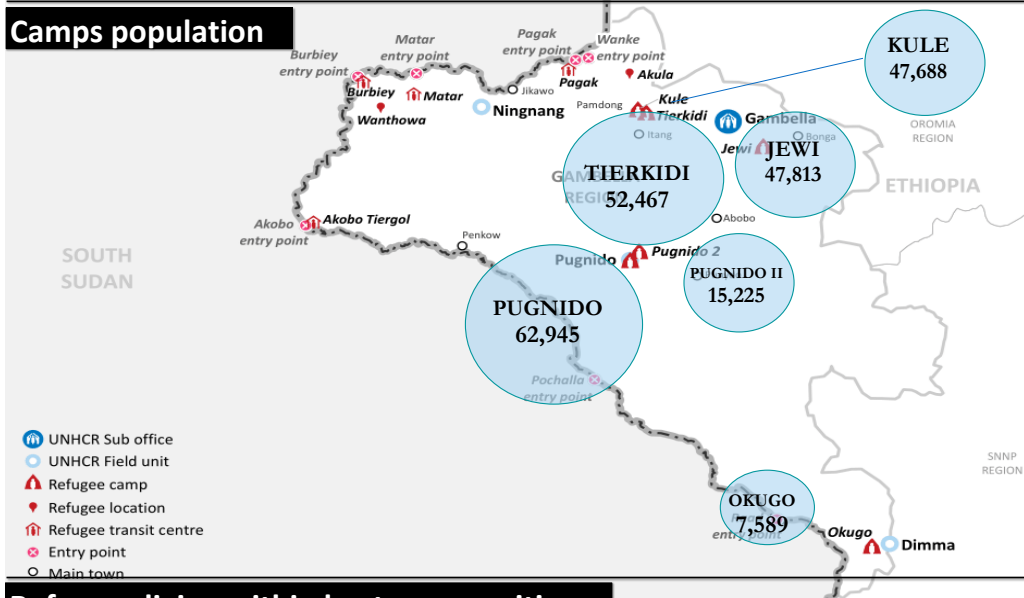 Camps population
Burbiey
entry point
Matar
entry point
Pagak
entry point
Wanke
entry point
KULE
47,688
Burbiey
Matar
Wanthowa
Jikawo
Ningnang
Pagak
Akula
Pamdong
Kule
Tierkidi
Itang
Gambella
Bonga
OROMIA
REGION
Jewi
JEWI
47,813
TIERKIDI
52,467
GAMBELLA
REGION
ETHIOPIA
Akobo
entry point
Akobo Tiergol
Penkow
Abobo
SOUTH
SUDAN
Pugnido
Pugnido 2
PUGNIDO II
15,225
PUGNIDO
62,945
Pochalla
entry point
UNHCR Sub office
UNHCR Field unit
Refugee camp
Refugee location
Refugee transit centre
Entry point
Main town
SNNP
REGION
OKUGO
7,589
entry point
Okugo
Dimma